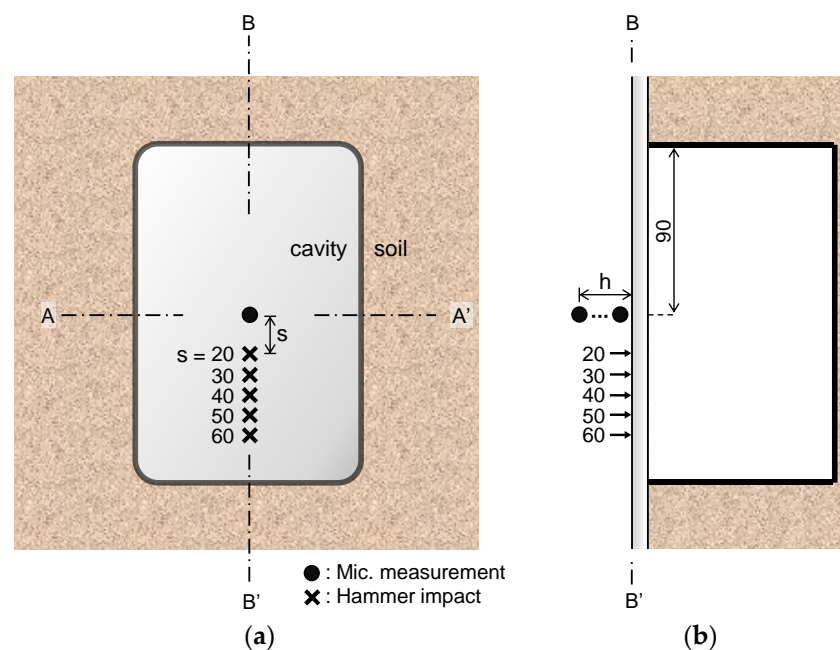 B
B
cavity
soil
90
h
A
A’
s
s = 20
30
40
50
60
20
30
40
50
60
: Mic. measurement
: Hammer impact
B’
B’
(a)
(b)